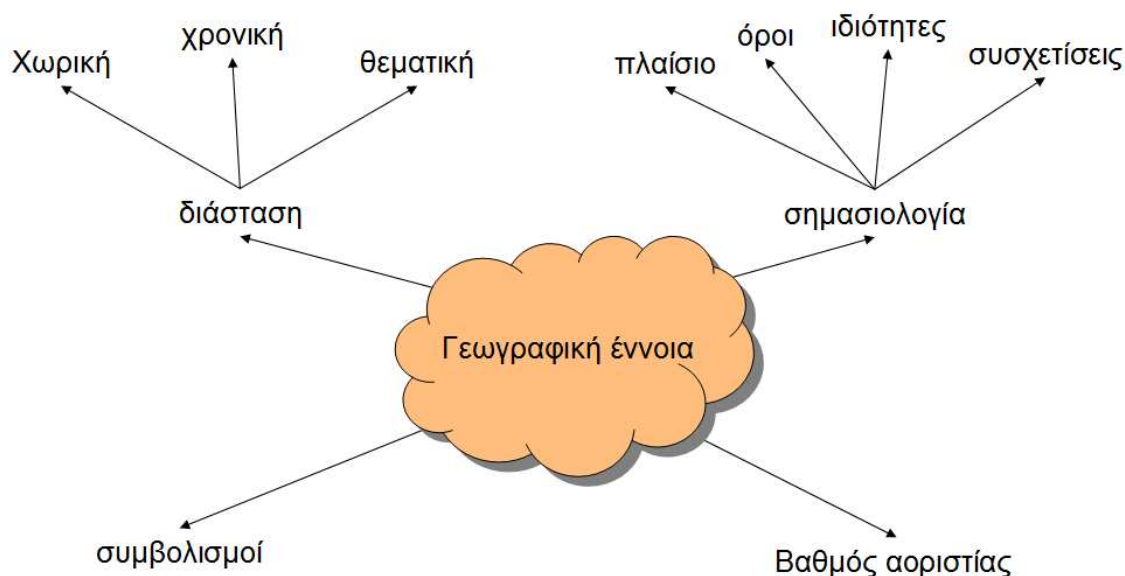 Χωρική
χρονική
θεματική
πλαίσιο
όροι
ιδιότητες
συσχετίσεις
διάσταση
σημασιολογία
Γεωγραφική έννοια
συμβολισμοί
Βαθμός αοριστίας